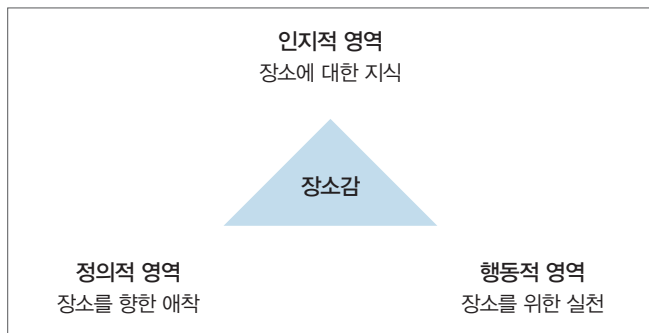 인지적 영역
장소에 대한 지식
장소감
정의적 영역
장소를 향한 애착
행동적 영역
장소를 위한 실천